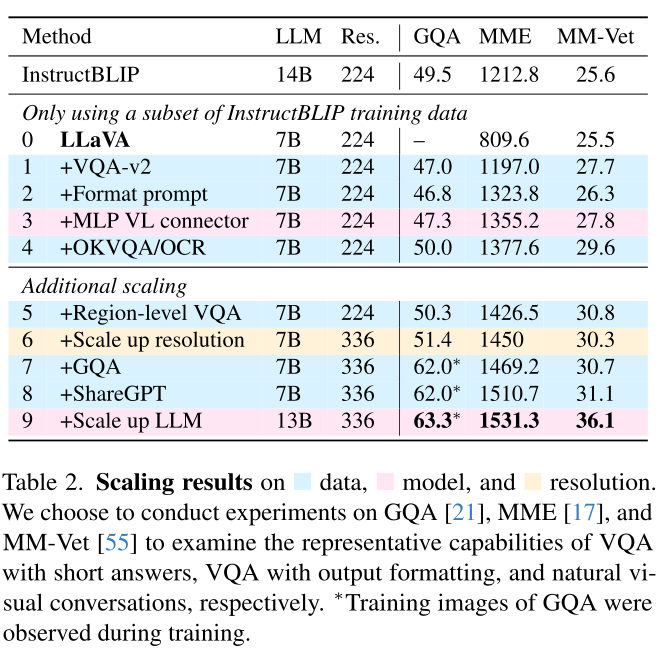 Method LLM Res. GQA MME MM-Vet
InstructBLIP 14B 224 49.5 1212.8 25.6
Only using a subset of InstructBLIP training data
0 LLaVA 7B 224 – 809.6 25.5
1 +VQA-v2 7B 224 47.0 1197.0 27.7
2 +Format prompt 7B 224 46.8 1323.8 26.3
3 +MLP VL connector 7B 224 47.3 1355.2 27.8
4 +OKVQA/OCR 7B 224 50.0 1377.6 29.6
Additional scaling
5 +Region-level VQA 7B 224 50.3 1426.5 30.8
6 +Scale up resolution 7B 336 51.4 1450 30.3
7 +GQA 7B 336 62.0* 1469.2 30.7
8 +ShareGPT 7B 336 62.0* 1510.7 31.1
9 +Scale up LLM 13B 336 63.3* 1531.3 36.1
Table 2. Scaling results on data, model, and resolution.
We choose to conduct experiments on GQA [21], MME [17], and
MM-Vet [55] to examine the representative capabilities of VQA
with short answers, VQA with output formatting, and natural vi-
sual conversations, respectively. *Training images of GQA were
observed during training.